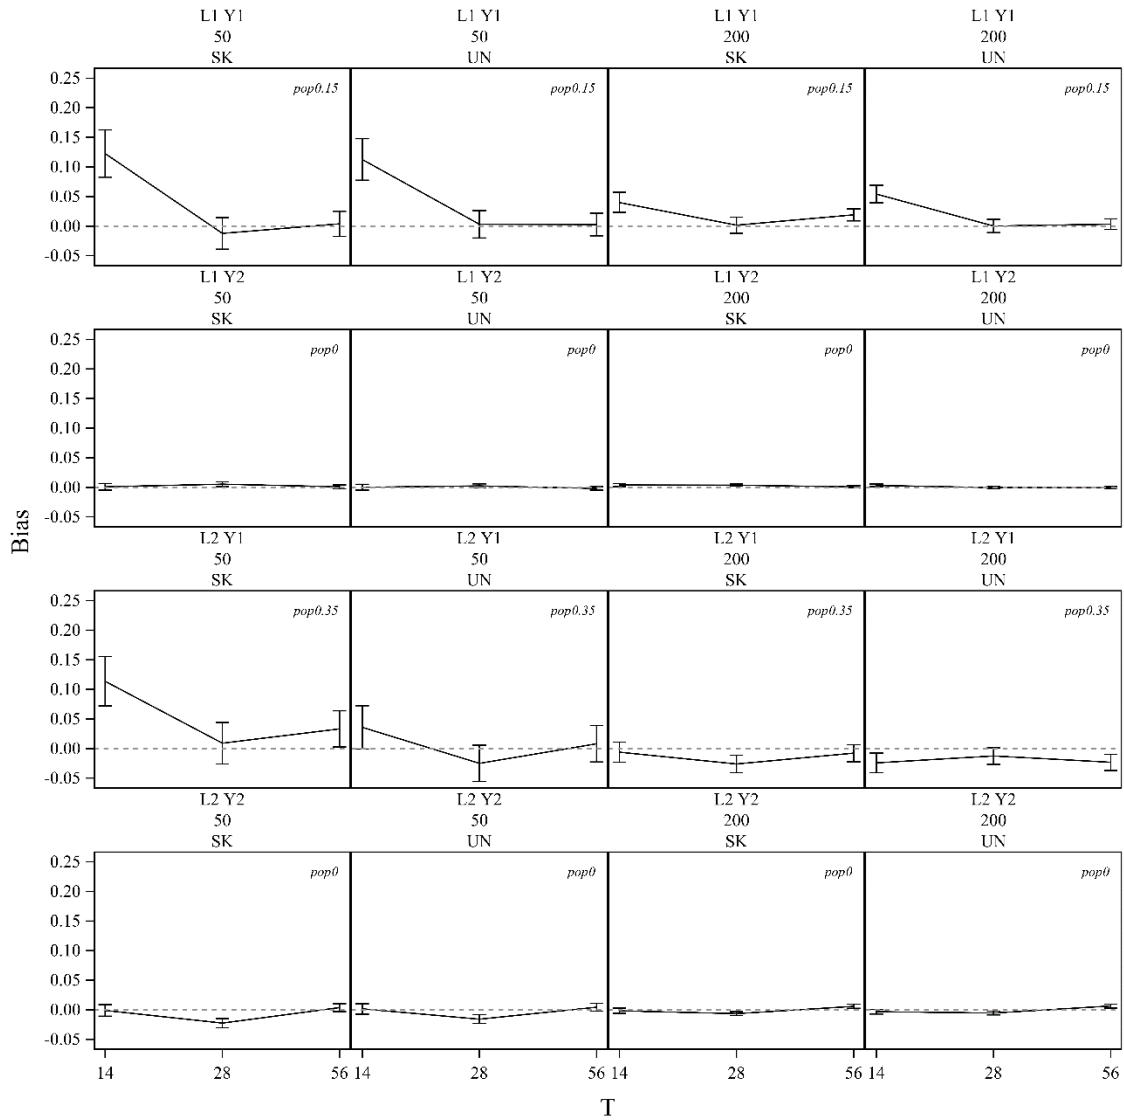 L1 Y1 L1 Y1 L1 Y1 L1 Y1
50 50 200 200
SK UN SK UN
0.25
pop0.15 pop0.15 pop0.15 pop0.15
0.20
0.15
0.10
0.05
0.00
-0.05
L1 Y2 L1 Y2 L1 Y2 L1 Y2
50 50 200 200
SK UN SK UN
0.25
pop0 pop0 pop0 pop0
0.20
0.15
0.10
0.05
0.00
-0.05
Bias
L2 Y1 L2 Y1 L2 Y1 L2 Y1
50 50 200 200
SK UN SK UN
0.25
pop0.35 pop0.35 pop0.35 pop0.35
0.20
0.15
0.10
0.05
0.00
-0.05
L2 Y2 L2 Y2 L2 Y2 L2 Y2
50 50 200 200
SK UN SK UN
0.25
pop0 pop0 pop0 pop0
0.20
0.15
0.10
0.05
0.00
-0.05
14 28 56 14 28 56 14 28 56 14 28 56
T